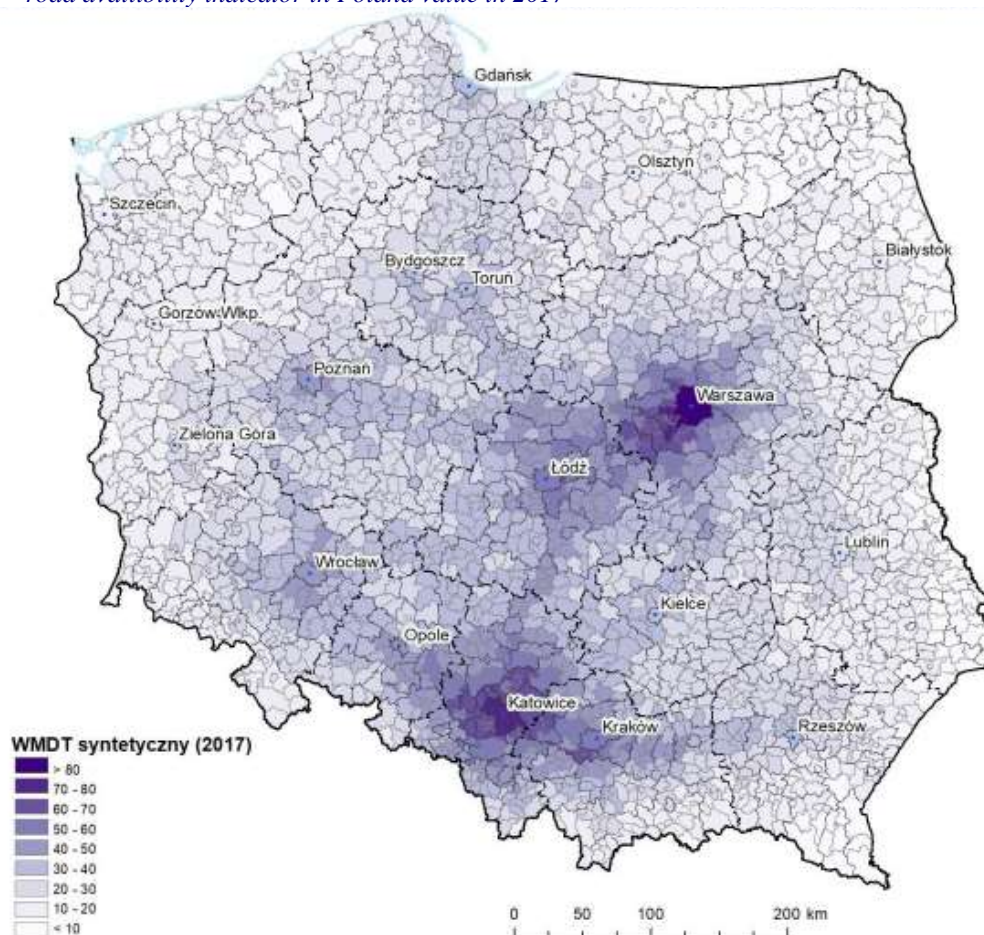 road availability indicator in Poland value in 2017
Gdańsk
Olsztyn
Szczecin
Białystok
Bydgoszcz
Toruń
Gorzów Wlkp.
Poznań
Warszawa
Zielona Góra
Łódź
Lublin
Wrocław
Kielce
Opole
Katowice
Kraków
Rzeszów
WMDT syntetyczny (2017)
> 80
70 - 80
60 - 70
50 - 60
40 - 50
30 - 40
20 - 30
10 - 20
< 10
0 50 100 200 km